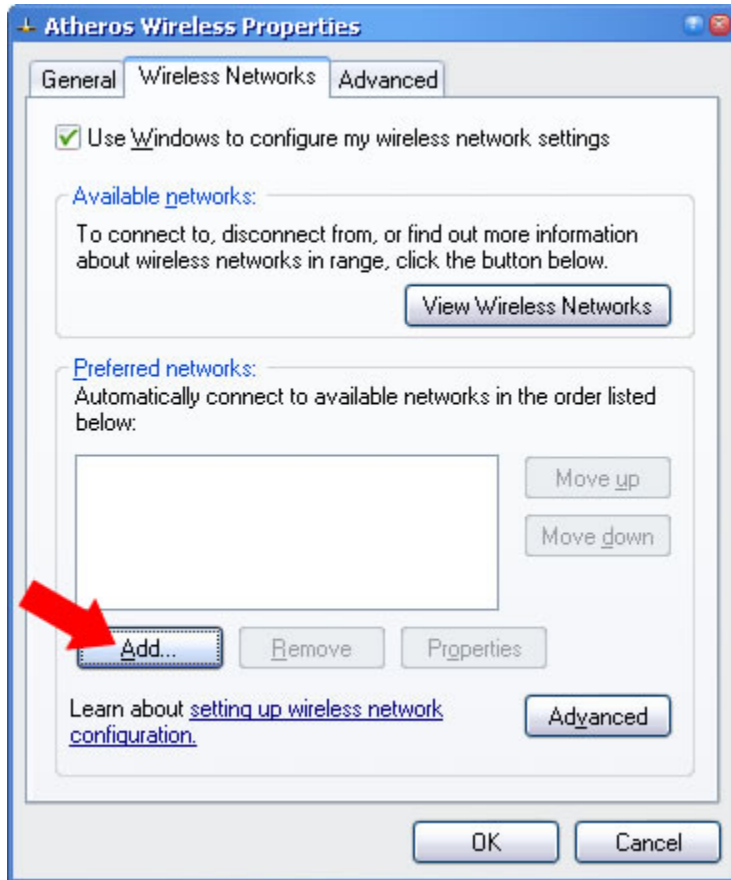 Atheros Wireless Properties
General Wireless Networks Advanced
Use Windows to configure my wireless network settings
Available networks:
To connect to, disconnect from, or find out more information
about wireless networks in range, click the button below.
View Wireless Networks
Preferred networks:
Automatically connect to available networks in the order listed
below:
Move up
Move down
Add... Remove Properties
Learn about setting up wireless network
configuration.
Advanced
OK Cancel